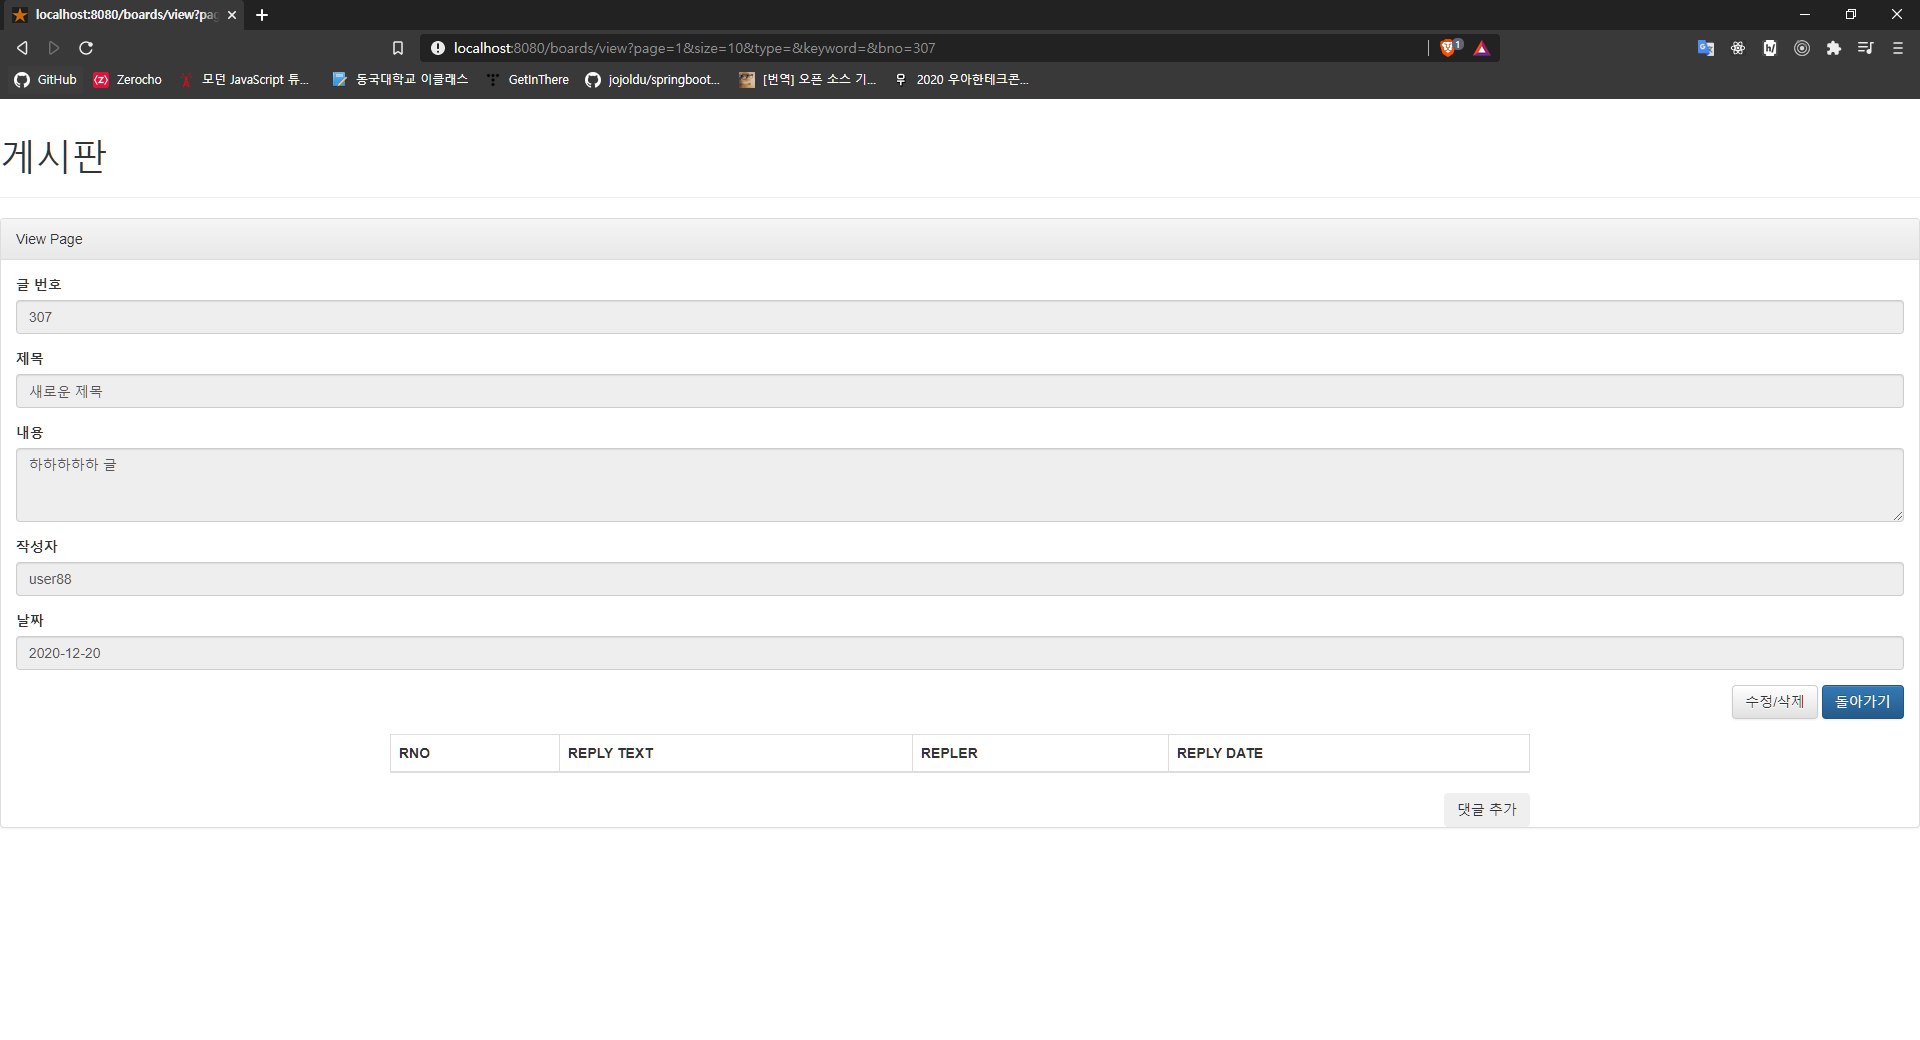 localhost:8080/boards/view?pag
localhost:8080/boards/view?page=1&size=10&type=&keyword=&bno=307
1
GitHub Zerocho 모던 JavaScript 튜... 동국대학교 이클래스 GetInThere jojoldu/springboot... [번역] 오픈 소스 기... 2020 우아한테크콘...
게시판
View Page
글 번호
307
제목
새로운 제목
내용
하하하하하 글
작성자
user88
날짜
2020-12-20
수정/삭제 돌아가기
RNO REPLY TEXT REPLER REPLY DATE
댓글 추가